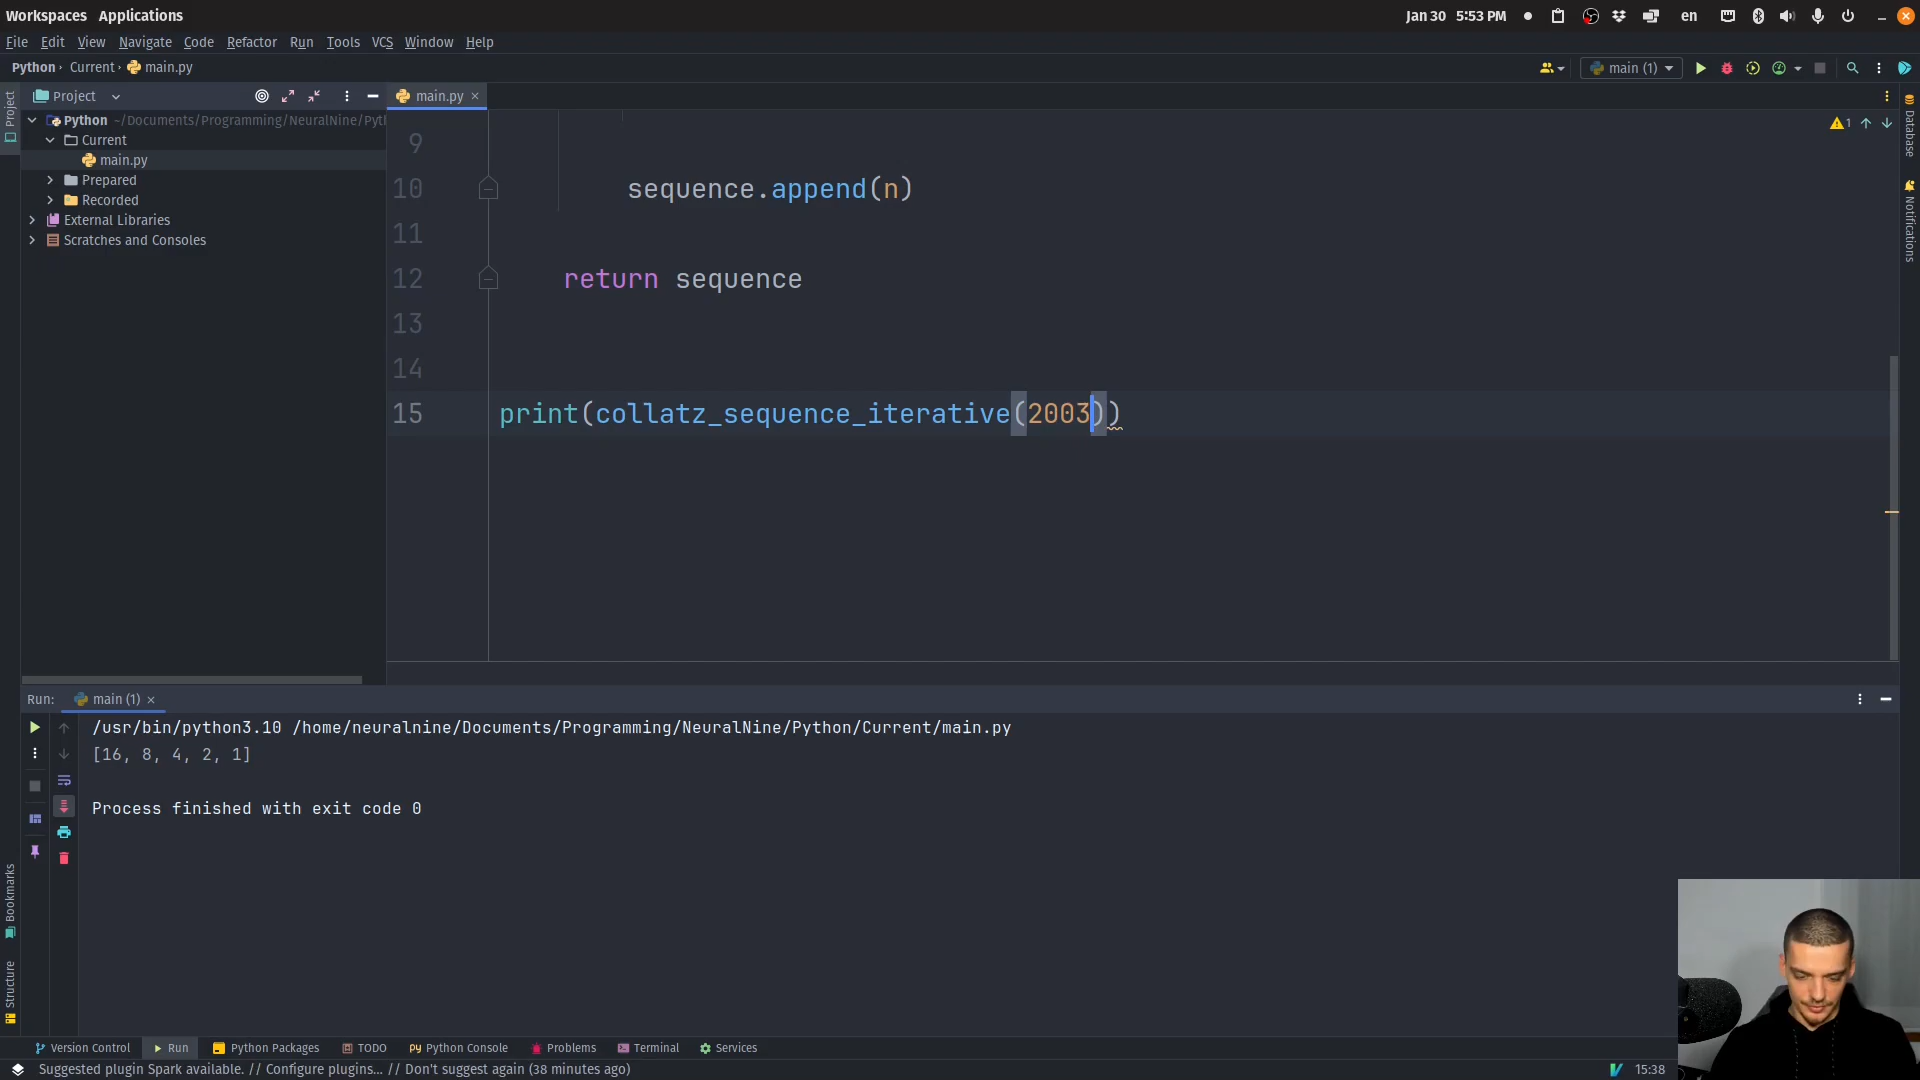 Workspaces Applications
Jan 30 5:53 PM
en
File Edit View Navigate Code Refactor Run Tools VCS Window Help
Python Current main.py
main (1)
Project
Project
main.py
1
Database
Notifications
Python ~/Documents/Programming/NeuralNine/Pyt
Current
main.py
Prepared
Recorded
External Libraries
Scratches and Consoles
9
10 sequence.append(n)
11
12 return sequence
13
14
15 print(collatz_sequence_iterative(2003))
Run: main (1)
/usr/bin/python3.10 /home/neuralnine/Documents/Programming/NeuralNine/Python/Current/main.py
[16, 8, 4, 2, 1]
Process finished with exit code 0
Bookmarks
Structure
Version Control Run Python Packages TODO Python Console Problems Terminal Services
Suggested plugin Spark available. // Configure plugins... // Don't suggest again (38 minutes ago)
15:38